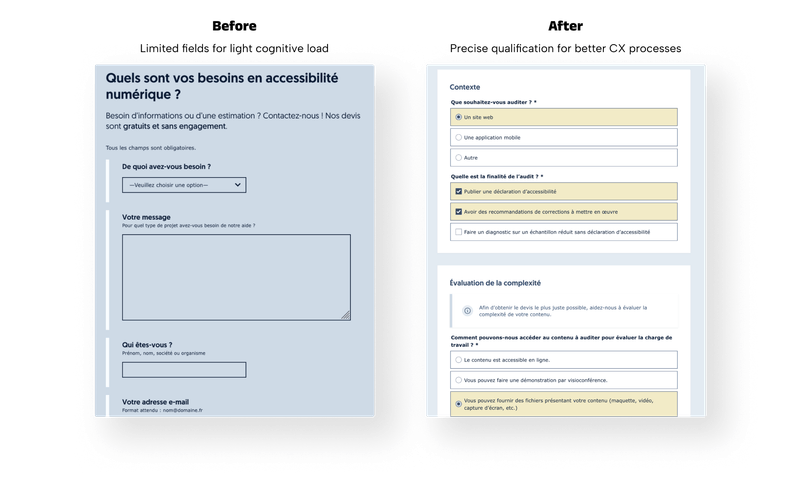 Before
Limited fields for light cognitive load
Quels sont vos besoins en accessibilité
numérique ?
Besoin d'informations ou d'une estimation ? Contactez-nous ! Nos devis
sont gratuits et sans engagement.
Tous les champs sont obligatoires.
De quoi avez-vous besoin ?
—Veuillez choisir une option—
Votre message
Pour quel type de projet avez-vous besoin de notre aide ?
Qui êtes-vous ?
Prénom, nom, société ou organisme
Votre adresse e-mail
Format attendu : nom@domaine.fr
After
Precise qualification for better CX processes
Contexte
Que souhaitez-vous auditer ? *
Un site web
Une application mobile
Autre
Quelle est la finalité de l'audit ? *
Publier une déclaration d'accessibilité
Avoir des recommandations de corrections à mettre en œuvre
Faire un diagnostic sur un échantillon réduit sans déclaration d'accessibilité
Évaluation de la complexité
Afin d'obtenir le devis le plus juste possible, aidez-nous à évaluer la
complexité de votre contenu.
Comment pouvons-nous accéder au contenu à auditer pour évaluer la charge de
travail ? *
Le contenu est accessible en ligne.
Vous pouvez faire une démonstration par visioconférence.
Vous pouvez fournir des fichiers présentant votre contenu (maquette, vidéo,
capture d'écran, etc.)